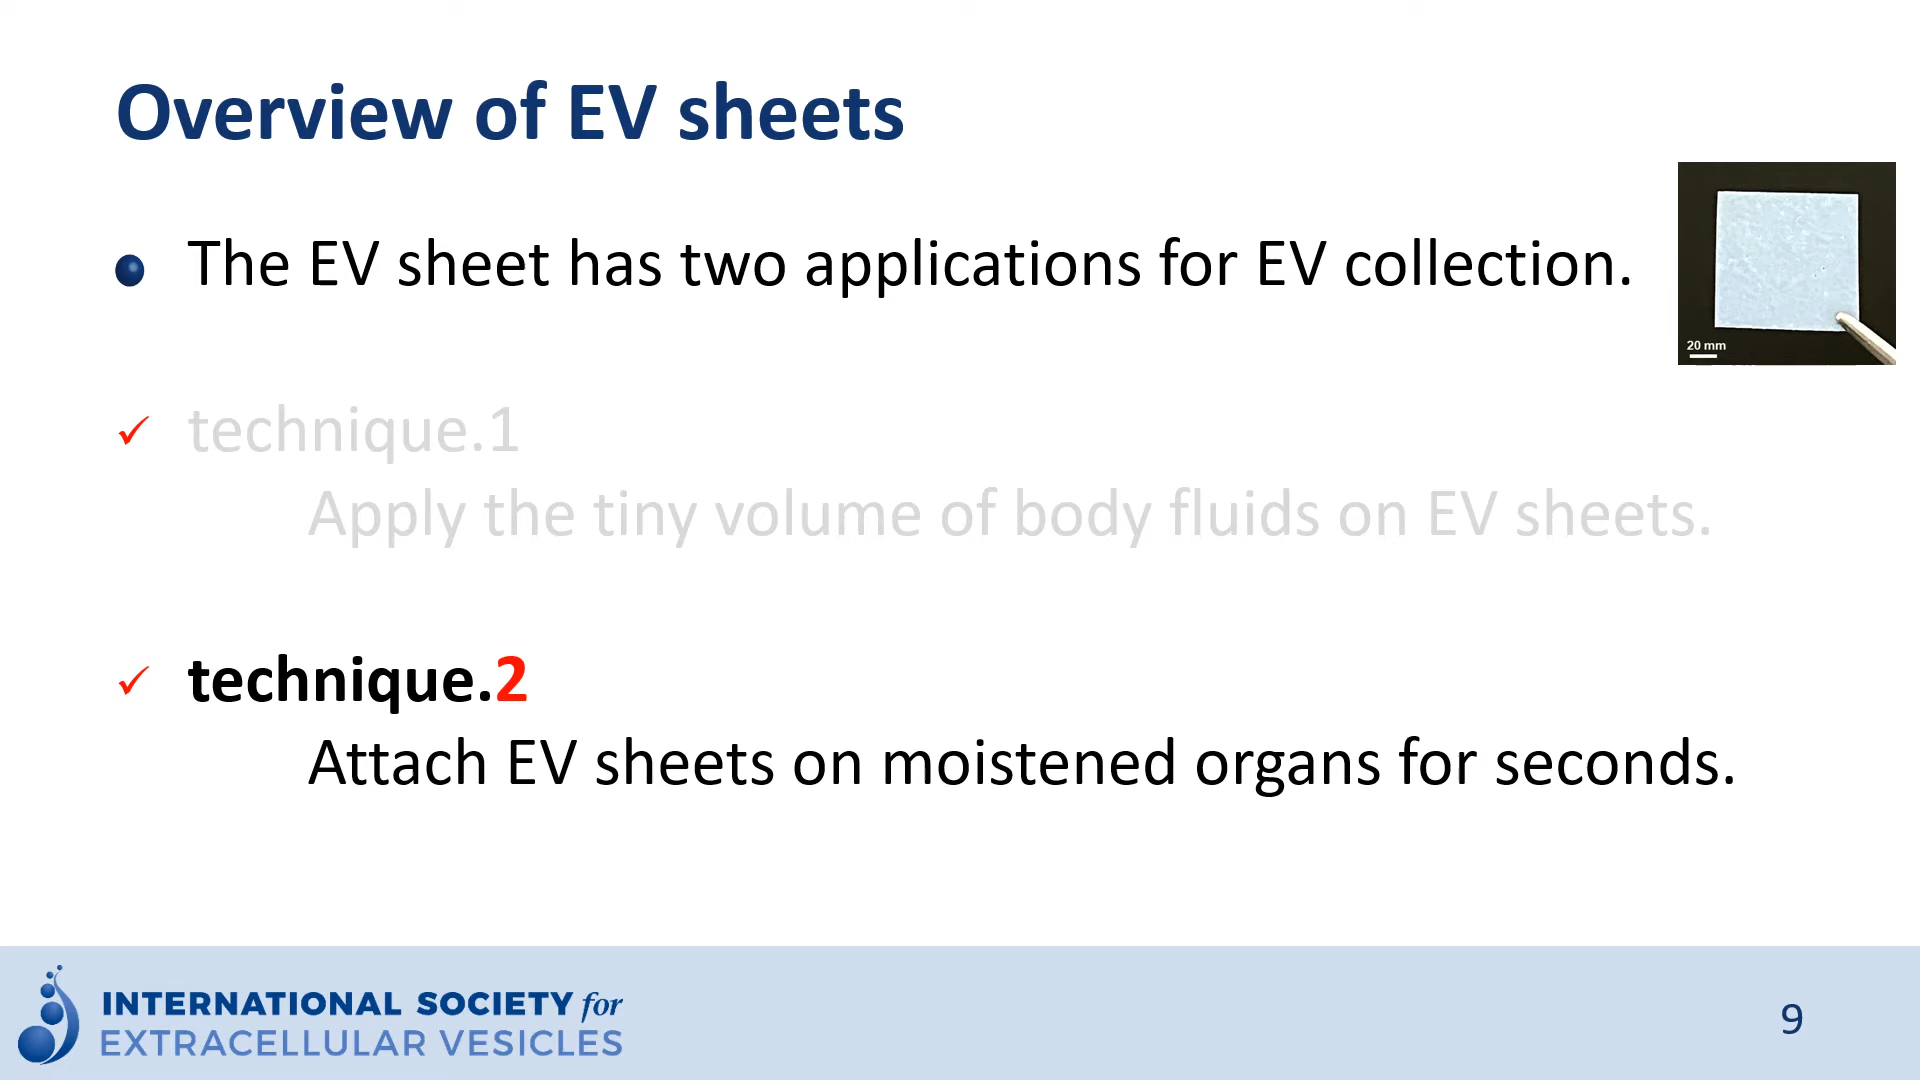 Overview of EV sheets
The EV sheet has two applications for EV collection.
20 mm
technique.1
Apply the tiny volume of body fluids on EV sheets.
technique.2
Attach EV sheets on moistened organs for seconds.
INTERNATIONAL SOCIETY for
EXTRACELLULAR VESICLES
9